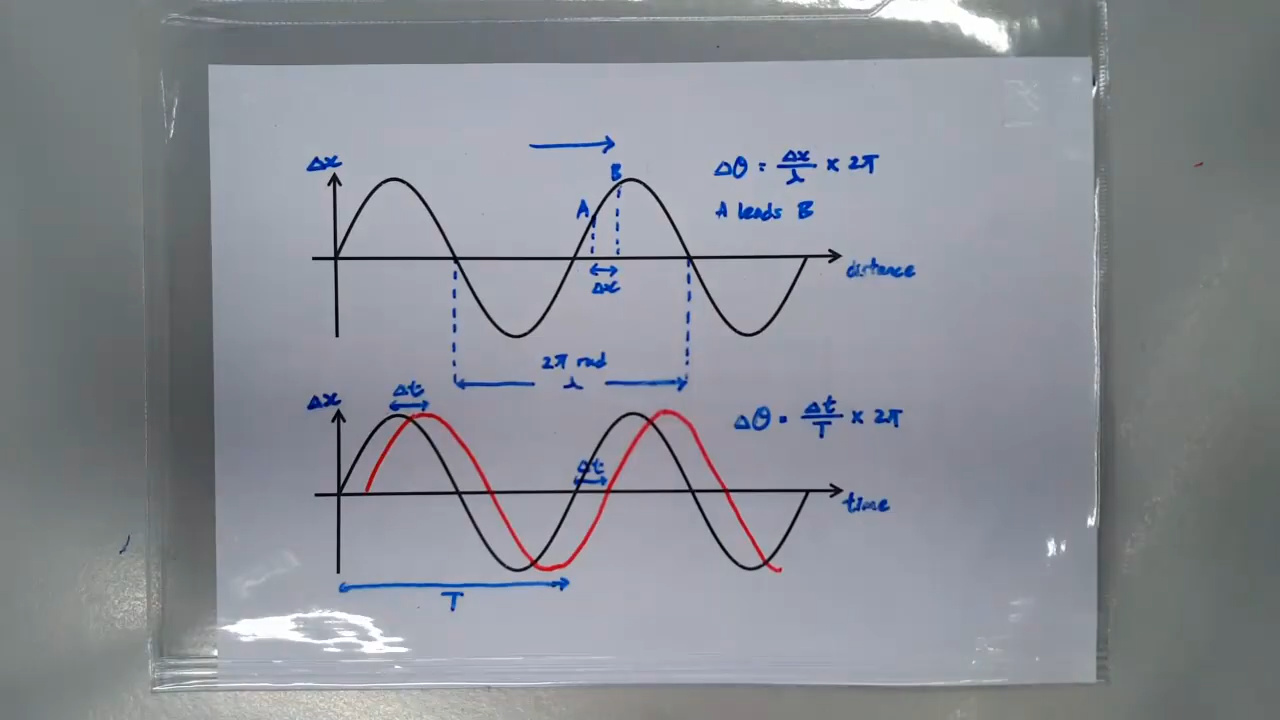 Δx
B
A
Δθ = Δx/λ × 2π
A leads B
distance
Δx
2π rad
λ
Δx
Δt
Δθ = Δt/T × 2π
Δt
time
T